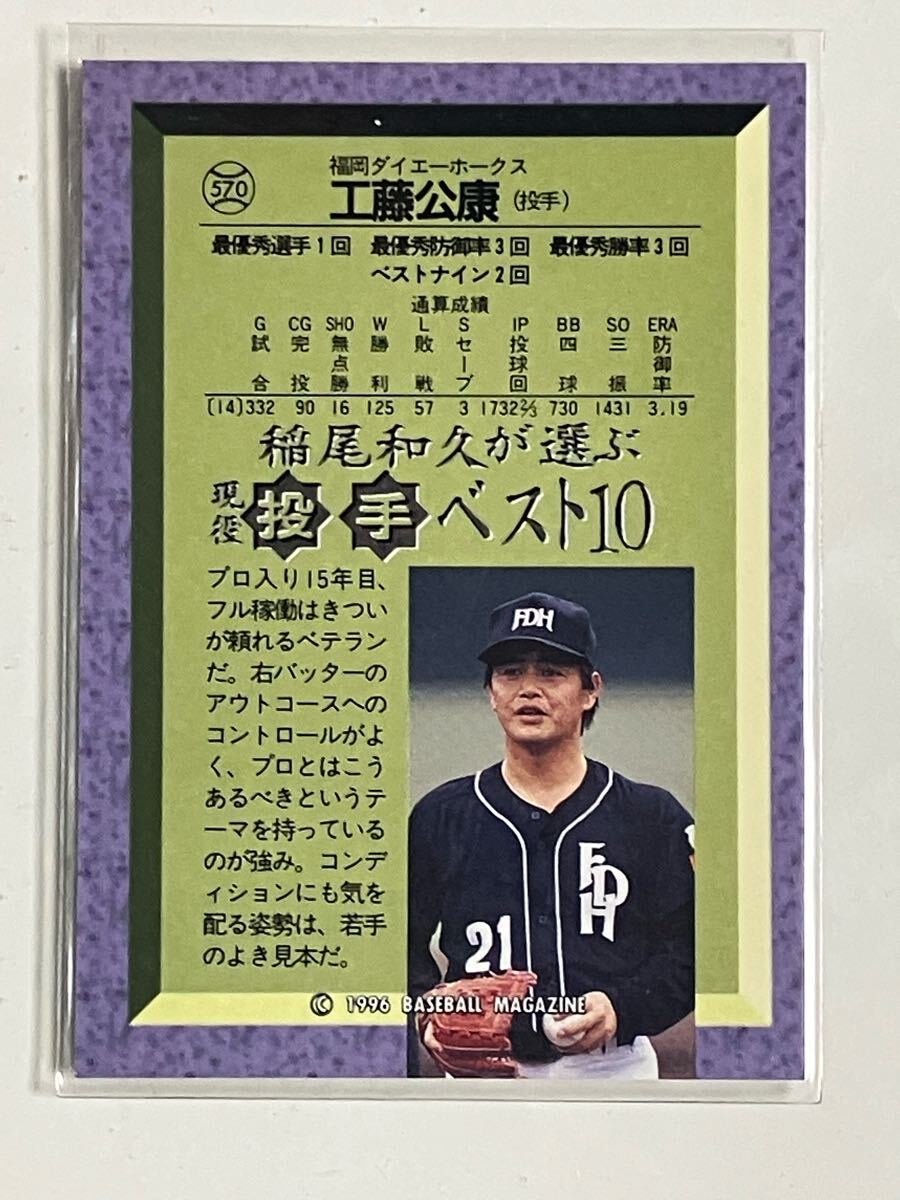 570
福岡ダイエーホークス
工藤公康(投手)
最優秀選手1回 最優秀防御率3回 最優秀勝率3回
ベストナイン2回
通算成績
G CG SHO W L S IP BB SO ERA
試合 完投 無点勝 勝利 敗戦 セーブ 投球回 四球 三振 防御率
(14)332 90 16 125 57 3 1732⅔ 730 1431 3.19
稲尾和久が選ぶ
現役投手ベスト10
プロ入り15年目、
フル稼働はきつい
が頼れるベテラン
だ。右バッターの
アウトコースへの
コントロールがよ
く、プロとはこう
あるべきというテ
ーマを持っている
のが強み。コンデ
ィションにも気を
配る姿勢は、若手
のよき見本だ。
FDH
FDH
21
© 1996 BASEBALL MAGAZINE